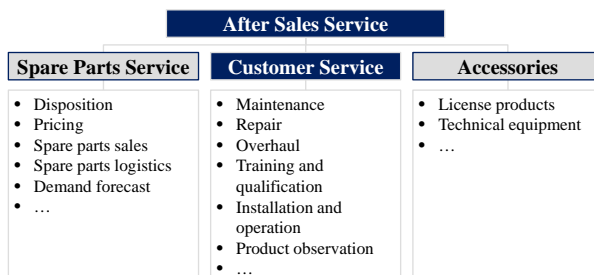 After Sales Service
Spare Parts Service
• Disposition
• Pricing
• Spare parts sales
• Spare parts logistics
• Demand forecast
• …
Customer Service
• Maintenance
• Repair
• Overhaul
• Training and
qualification
• Installation and
operation
• Product observation
• …
Accessories
• License products
• Technical equipment
• …